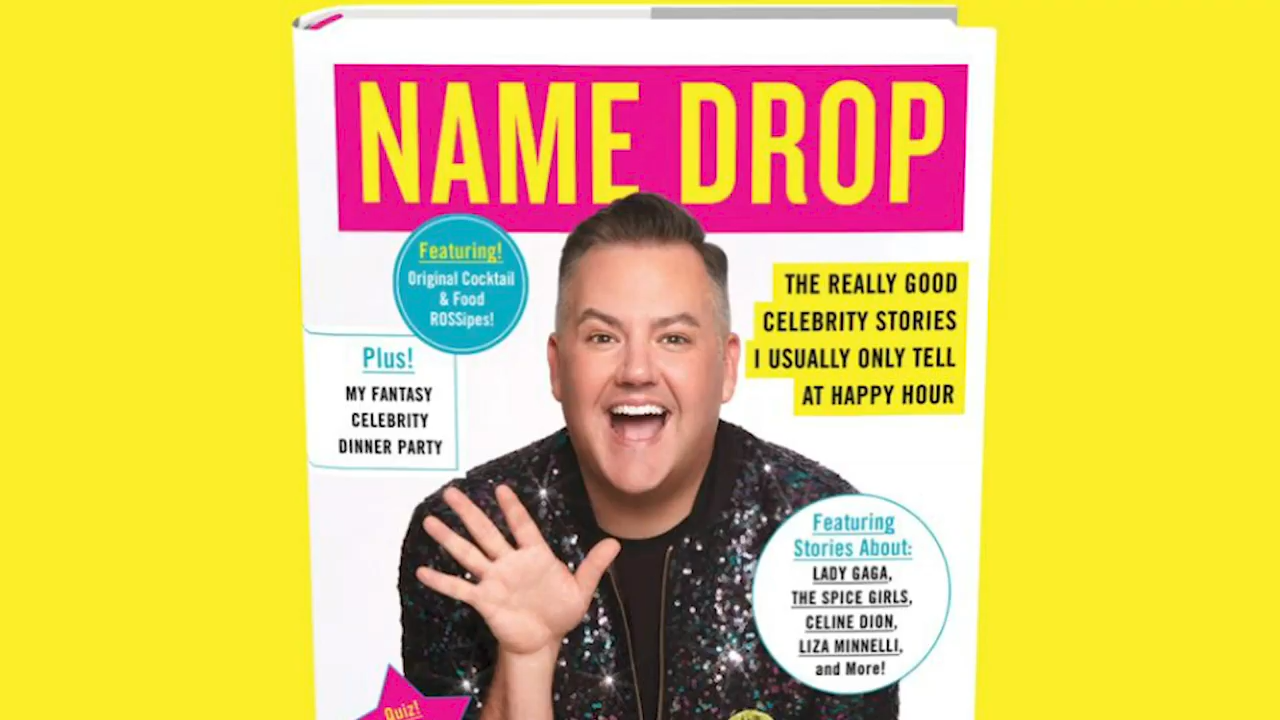 NAME DROP
Featuring!
Original Cocktail
& Food
ROSSipes!
Plus!
MY FANTASY
CELEBRITY
DINNER PARTY
THE REALLY GOOD
CELEBRITY STORIES
I USUALLY ONLY TELL
AT HAPPY HOUR
Featuring
Stories About:
LADY GAGA,
THE SPICE GIRLS,
CELINE DION,
LIZA MINNELLI,
and More!
Quiz!